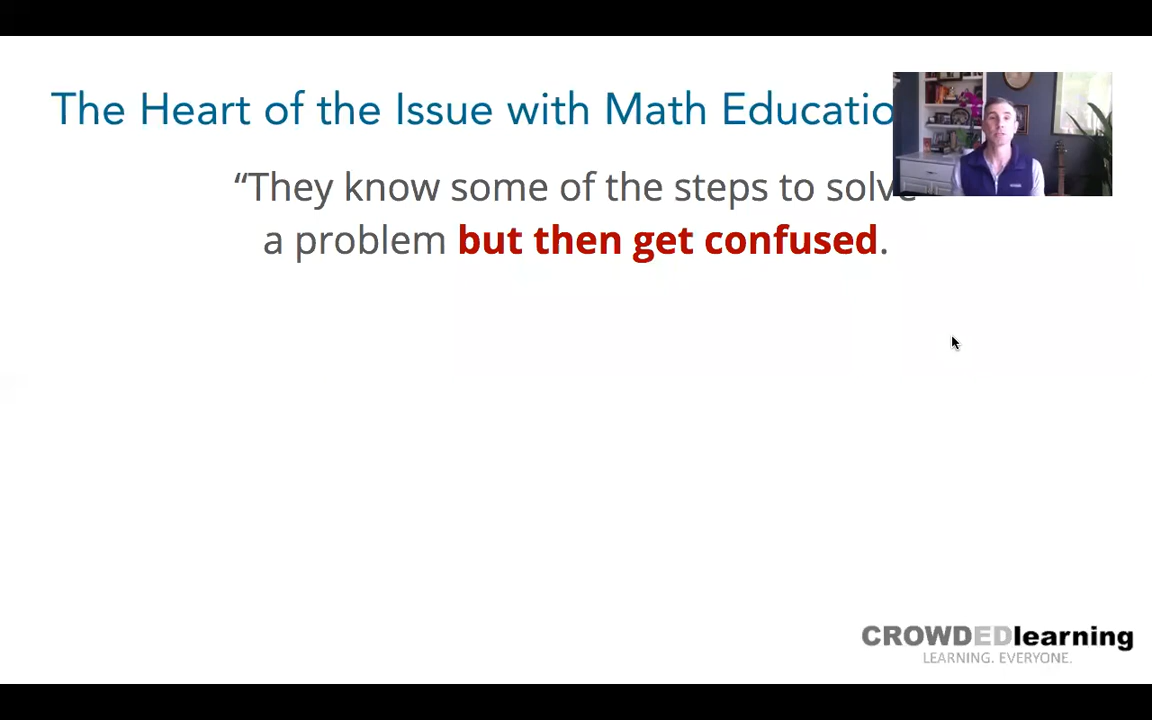 The Heart of the Issue with Math Educatio
“They know some of the steps to solve
a problem but then get confused.
CROWDEDlearning
LEARNING. EVERYONE.